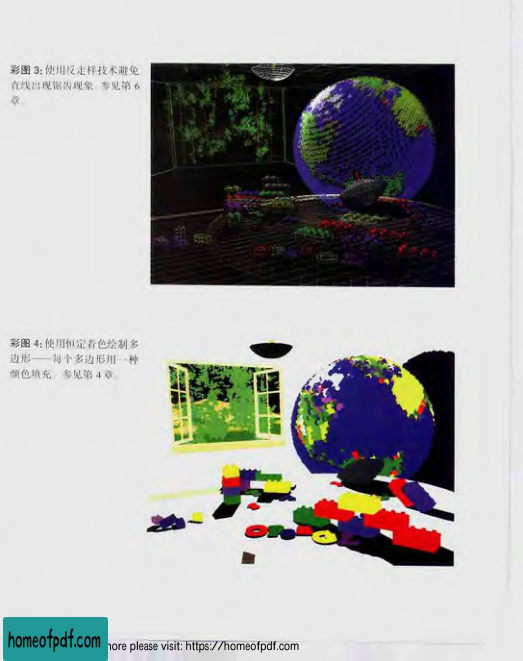 彩图 3: 使用反走样技术避免
直线出现锯齿现象。参见第 6
章。
彩图 4: 使用恒定着色绘制多
边形——每个多边形用一种
颜色填充。参见第 4 章。
homeofpdf.com
more please visit: https://homeofpdf.com